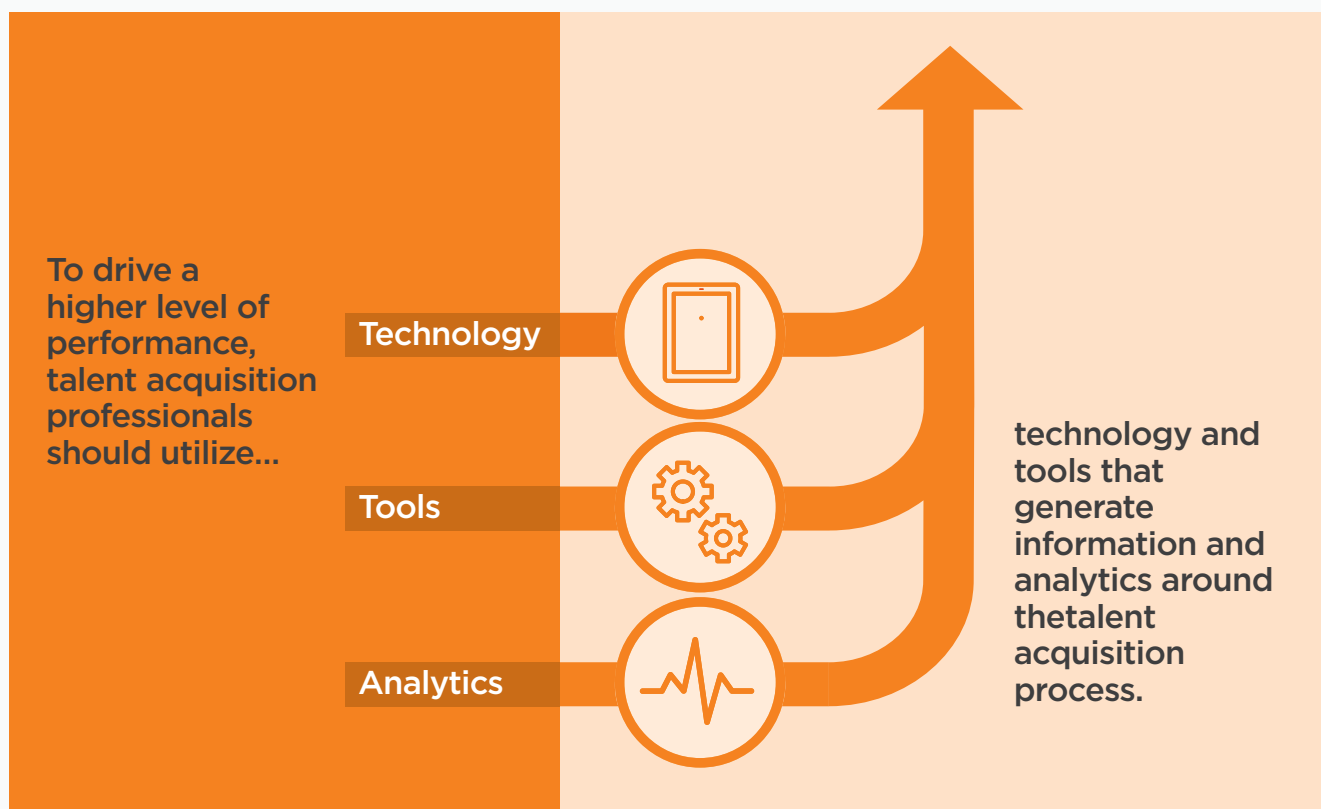 To drive a
higher level of
performance,
talent acquisition
professionals
should utilize...
Technology
Tools
Analytics
technology and
tools that
generate
information and
analytics around
thetalent
acquisition
process.